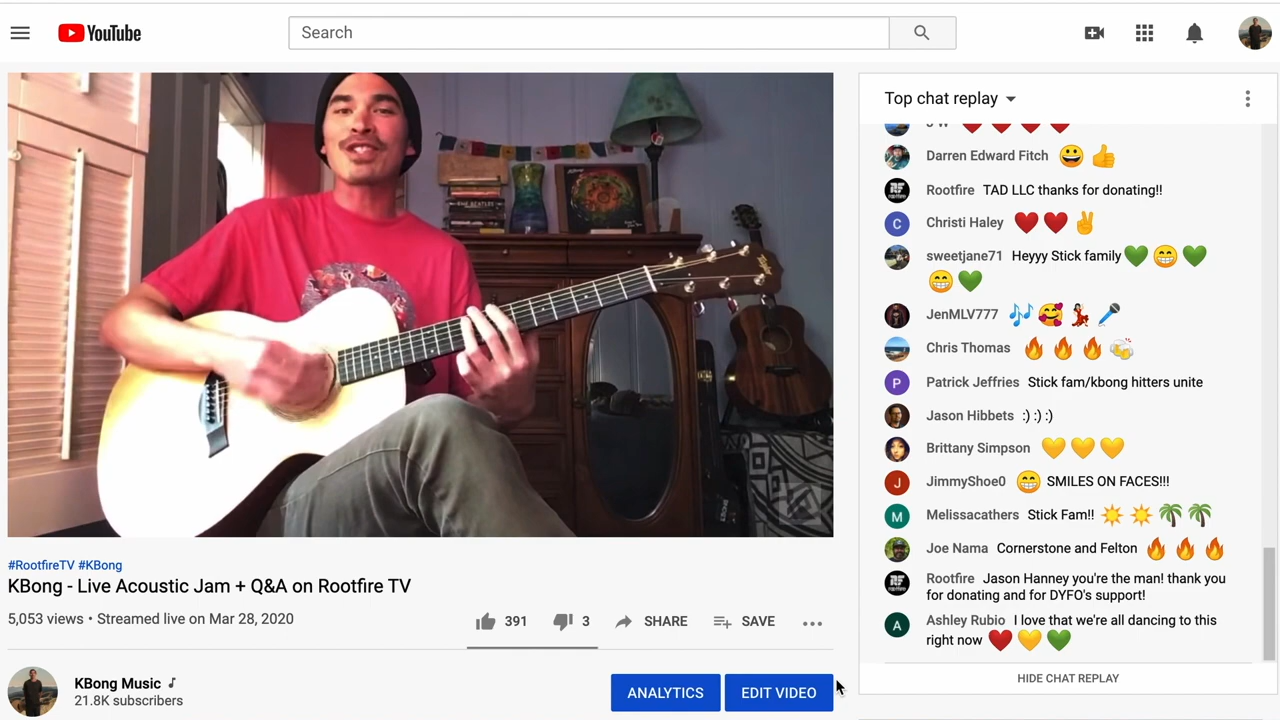 YouTube
Search
Top chat replay
Darren Edward Fitch
Rootfire TAD LLC thanks for donating!!
Christi Haley
sweetjane71 Heyyy Stick family
JenMLV777
Chris Thomas
Patrick Jeffries Stick fam/kbong hitters unite
Jason Hibbets :) :) :)
Brittany Simpson
J JimmyShoe0 SMILES ON FACES!!!
M Melissacathers Stick Fam!!
Joe Nama Cornerstone and Felton
Rootfire Jason Hanney you're the man! thank you
for donating and for DYFO's support!
A Ashley Rubio I love that we're all dancing to this
right now
HIDE CHAT REPLAY
THE BEATLES
Taylor
#RootfireTV #KBong
KBong - Live Acoustic Jam + Q&A on Rootfire TV
5,053 views • Streamed live on Mar 28, 2020
391
3
SHARE
SAVE
KBong Music
21.8K subscribers
ANALYTICS
EDIT VIDEO